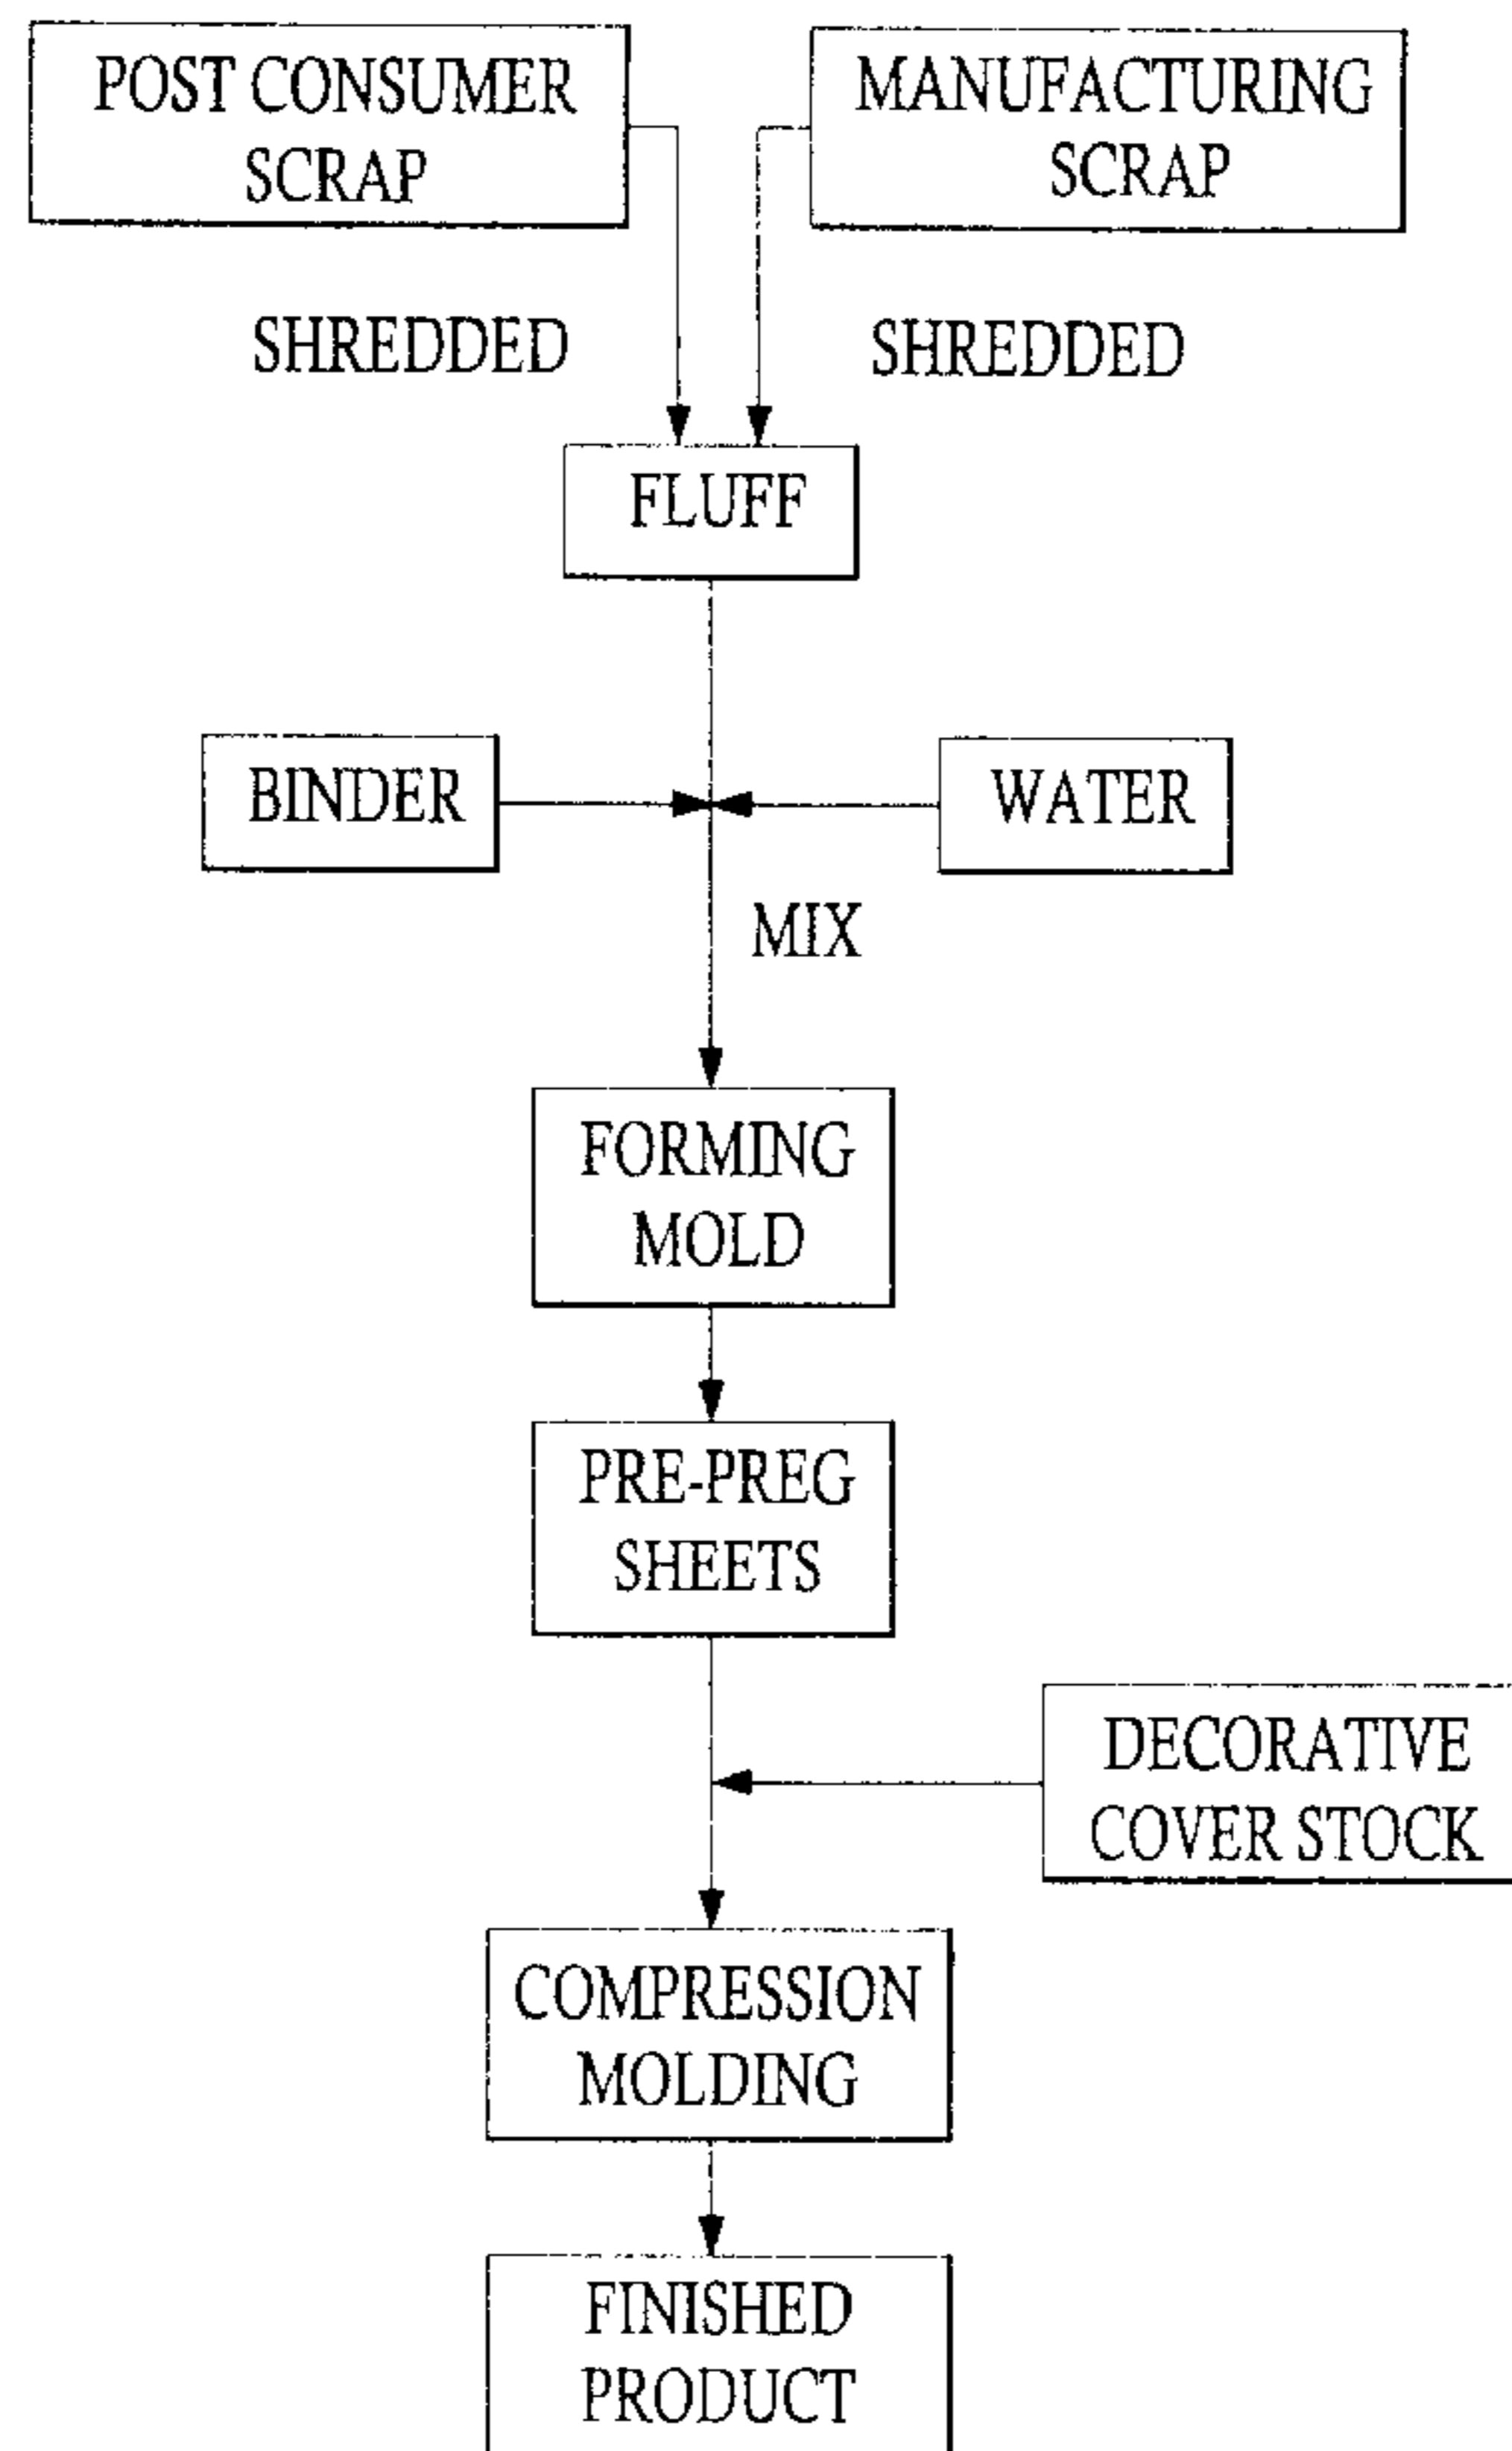 POST CONSUMER
SCRAP
MANUFACTURING
SCRAP
SHREDDED
SHREDDED
FLUFF
BINDER
WATER
MIX
FORMING
MOLD
PRE-PREG
SHEETS
DECORATIVE
COVER STOCK
COMPRESSION
MOLDING
FINISHED
PRODUCT